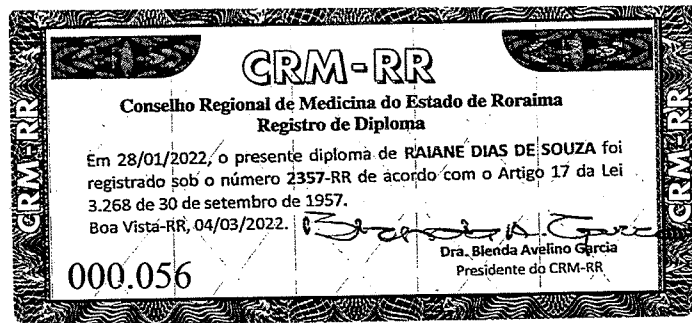 CRM-RR
Conselho Regional de Medicina do Estado de Roraima
Registro de Diploma
Em 28/01/2022, o presente diploma de RAIANE DIAS DE SOUZA foi
registrado sob o número 2357-RR de acordo com o Artigo 17 da Lei
3.268 de 30 de setembro de 1957.
Boa Vista-RR, 04/03/2022.
Dra. Blenda Avelino Garcia
Presidente do CRM-RR
000.056
CRM-RR
CRM-RR